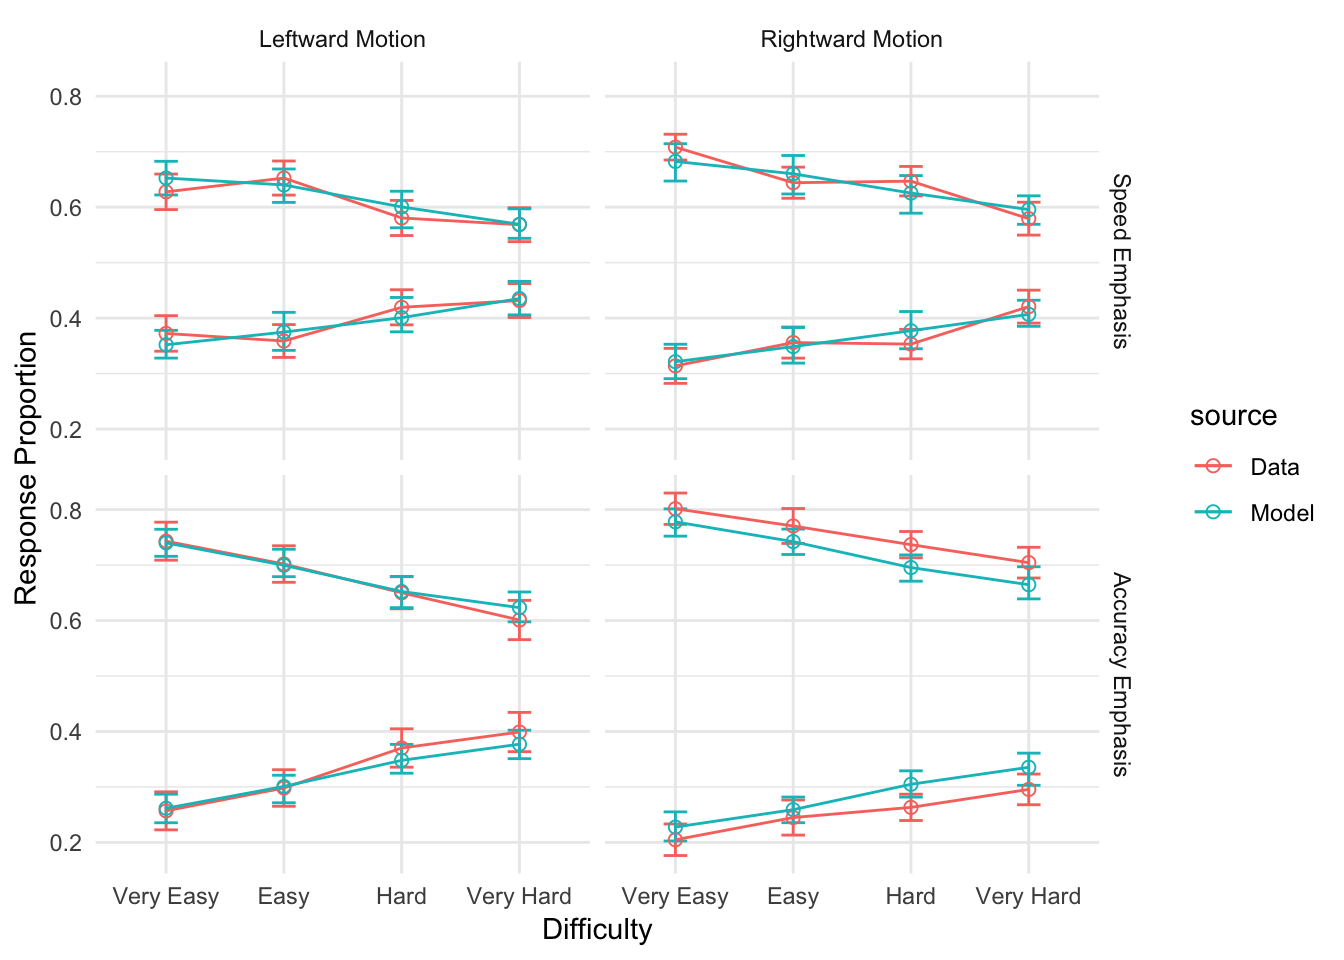 Leftward Motion
Rightward Motion
0.8
0.6
0.4
0.2
Speed Emphasis
0.8
0.6
0.4
0.2
Accuracy Emphasis
Response Proportion
Very Easy
Easy
Hard
Very Hard
Very Easy
Easy
Hard
Very Hard
Difficulty
source
Data
Model